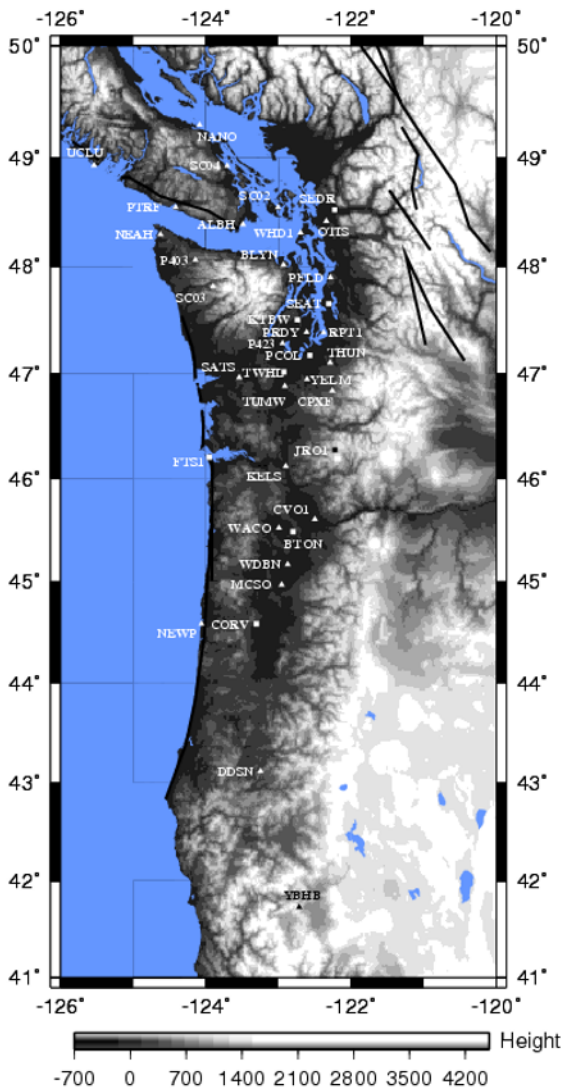 -126˚ -124˚ -122˚ -120˚
50˚ 50˚
NANO
49˚ 49˚
UCLU
SC04
SC02 SEDR
PTRF
ALBH OTIS
NEAH WHD1
BLYN
48˚ P403 48˚
PFLD
SC03 SEAT
KTBW
PRDY RPT1
P423
PCOL THUN
47˚ SATS TWHL YELM 47˚
TUMW CPXF
JRO1
FTS1
46˚ KELS 46˚
CVO1
WACO
BTON
WDBN
45˚ MCSO 45˚
NEWP CORV
44˚ 44˚
DDSN
43˚ 43˚
42˚ 42˚
YBHB
41˚ 41˚
-126˚ -124˚ -122˚ -120˚
Height
-700 0 700 1400 2100 2800 3500 4200